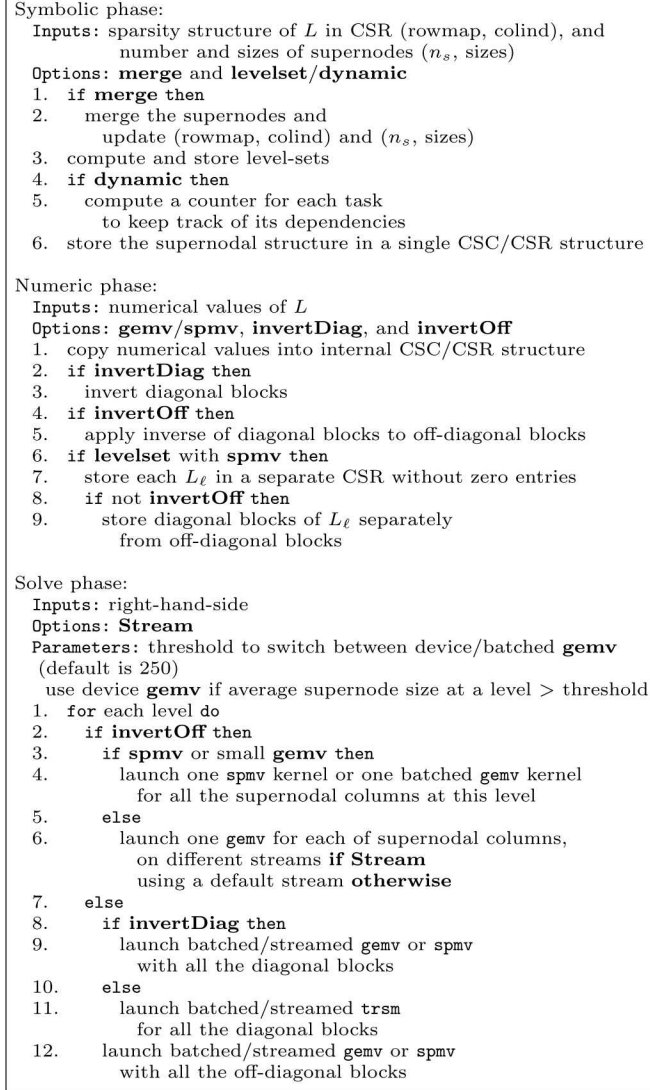 Symbolic phase:
Inputs: sparsity structure of L in CSR (rowmap, colind), and
number and sizes of supernodes (n_s, sizes)
Options: merge and levelset/dynamic
1. if merge then
2. merge the supernodes and
update (rowmap, colind) and (n_s, sizes)
3. compute and store level-sets
4. if dynamic then
5. compute a counter for each task
to keep track of its dependencies
6. store the supernodal structure in a single CSC/CSR structure
Numeric phase:
Inputs: numerical values of L
Options: gemv/spmv, invertDiag, and invertOff
1. copy numerical values into internal CSC/CSR structure
2. if invertDiag then
3. invert diagonal blocks
4. if invertOff then
5. apply inverse of diagonal blocks to off-diagonal blocks
6. if levelset with spmv then
7. store each L_ℓ in a separate CSR without zero entries
8. if not invertOff then
9. store diagonal blocks of L_ℓ separately
from off-diagonal blocks
Solve phase:
Inputs: right-hand-side
Options: Stream
Parameters: threshold to switch between device/batched gemv
(default is 250)
use device gemv if average supernode size at a level > threshold
1. for each level do
2. if invertOff then
3. if spmv or small gemv then
4. launch one spmv kernel or one batched gemv kernel
for all the supernodal columns at this level
5. else
6. launch one gemv for each of supernodal columns,
on different streams if Stream
using a default stream otherwise
7. else
8. if invertDiag then
9. launch batched/streamed gemv or spmv
with all the diagonal blocks
10. else
11. launch batched/streamed trsm
for all the diagonal blocks
12. launch batched/streamed gemv or spmv
with all the off-diagonal blocks